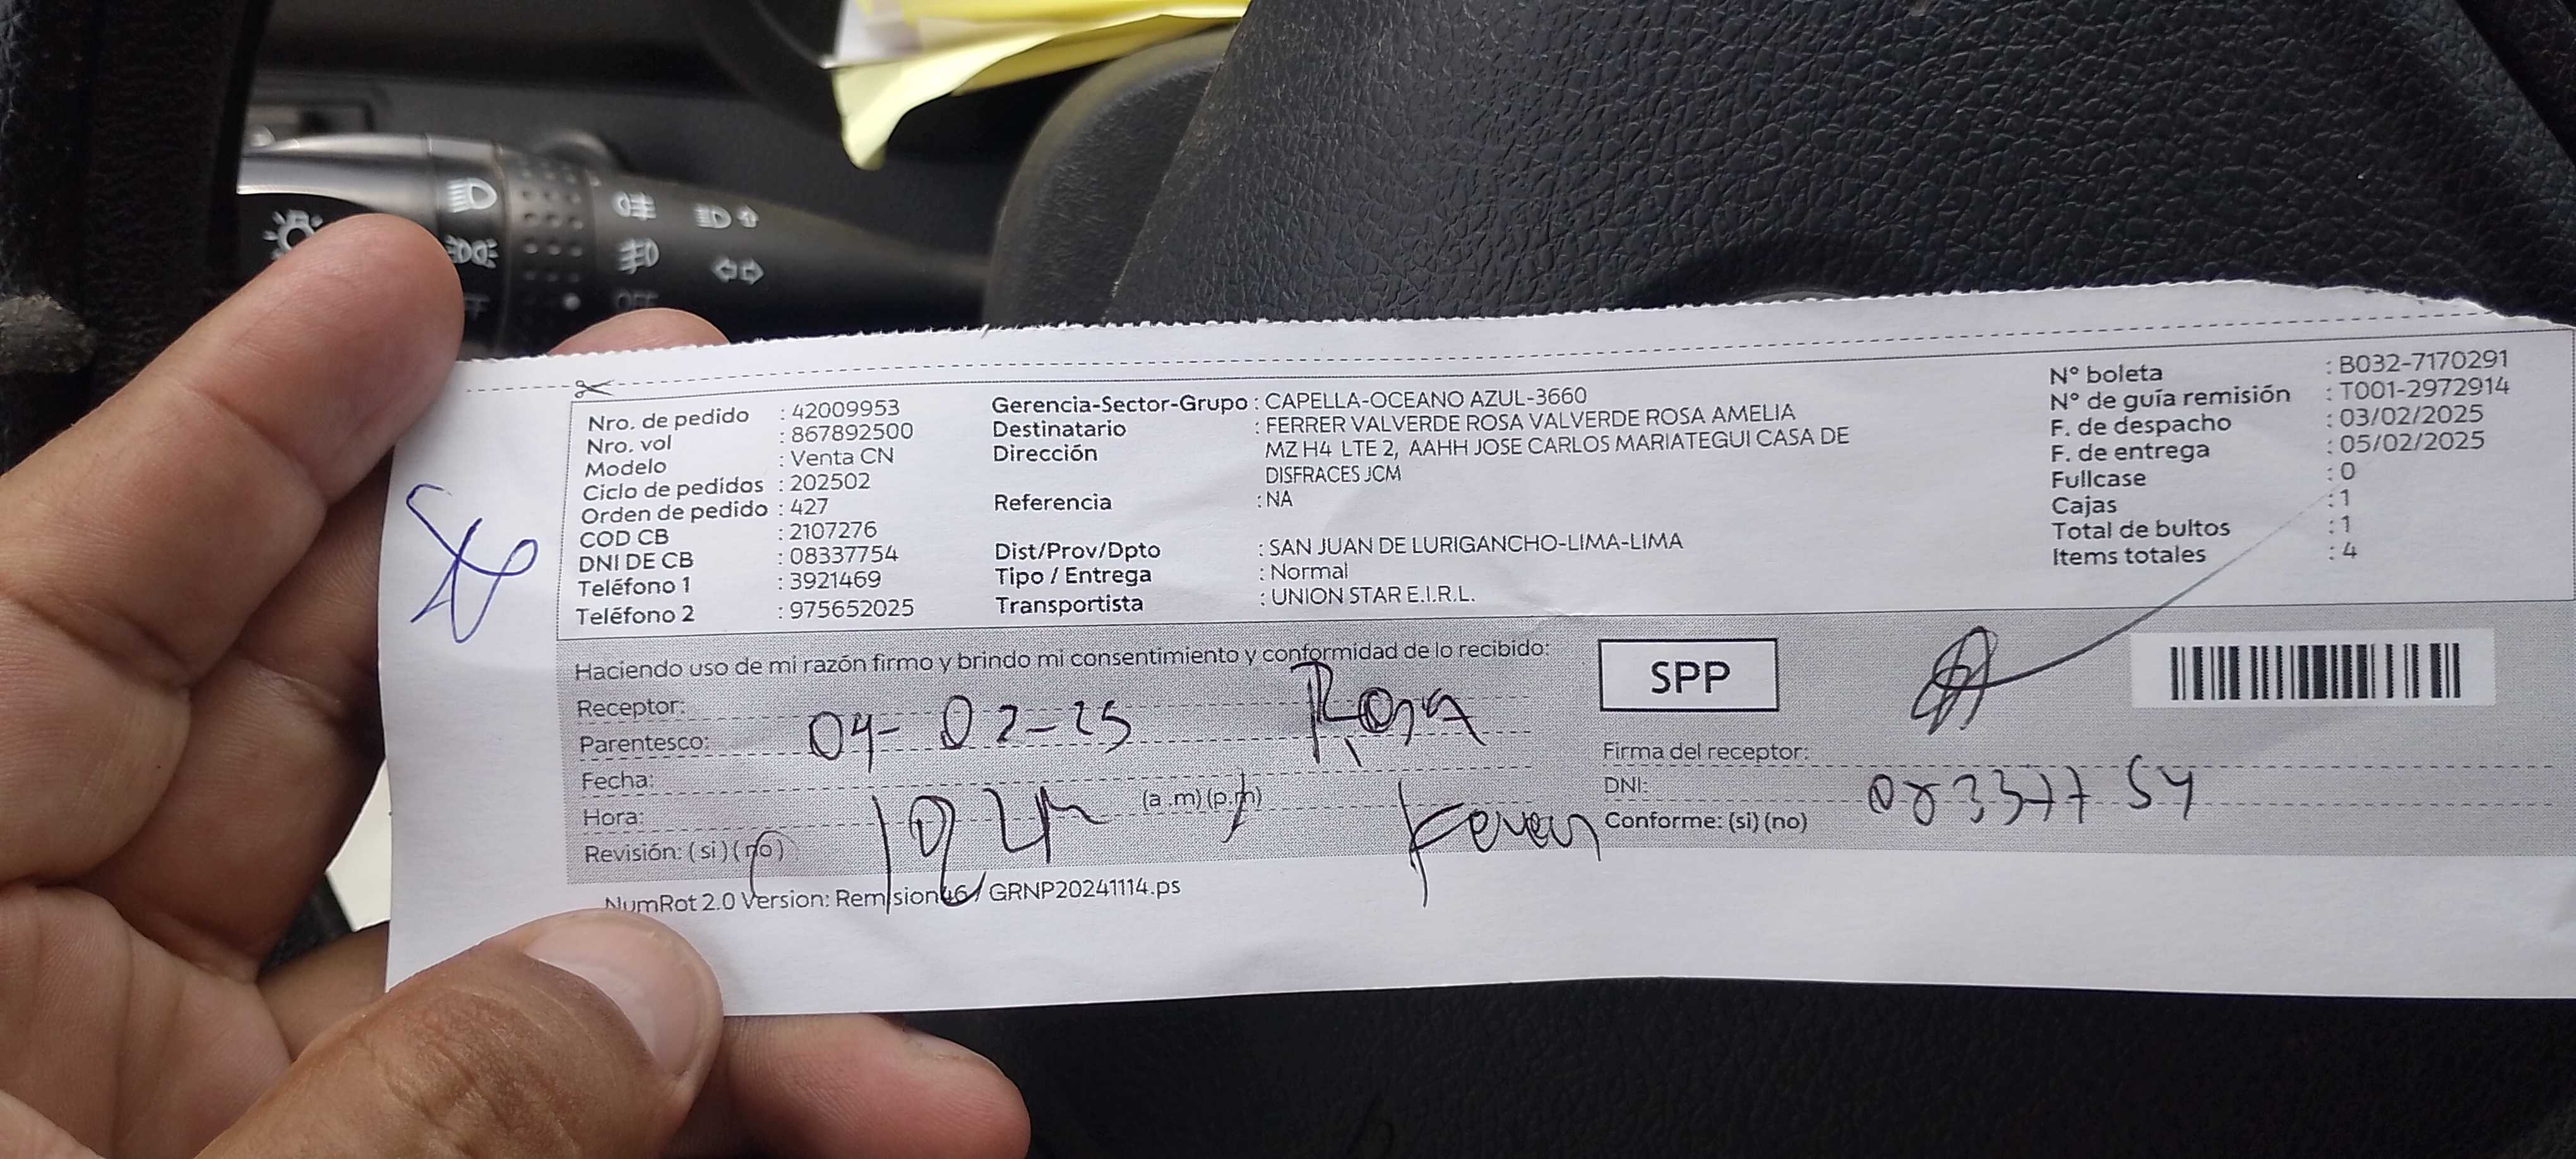 Nro. de pedido : 42009953
Nro. vol : 867892500
Modelo : Venta CN
Ciclo de pedidos : 202502
Orden de pedido : 427
COD CB : 2107276
DNI DE CB : 08337754
Teléfono 1 : 3921469
Teléfono 2 : 975652025
Gerencia-Sector-Grupo : CAPELLA-OCEANO AZUL-3660
Destinatario : FERRER VALVERDE ROSA VALVERDE ROSA AMELIA
Dirección MZ H4 LTE 2, AAHH JOSE CARLOS MARIATEGUI CASA DE
DISFRACES JCM
Referencia : NA
Dist/Prov/Dpto : SAN JUAN DE LURIGANCHO-LIMA-LIMA
Tipo / Entrega : Normal
Transportista : UNION STAR E.I.R.L.
N° boleta : B032-7170291
N° de guía remisión : T001-2972914
F. de despacho : 03/02/2025
F. de entrega : 05/02/2025
Fullcase : 0
Cajas : 1
Total de bultos : 1
Items totales : 4
Haciendo uso de mi razón firmo y brindo mi consentimiento y conformidad de lo recibido:
Receptor: Rosa
Parentesco: 04-02-25
Fecha:
Hora: (a.m) (p.m)
Revisión: (si) (no)
SPP
Firma del receptor:
DNI: 08337754
Conforme: (si) (no)
NumRot 2.0 Version: Remision46/ GRNP20241114.ps
OFF